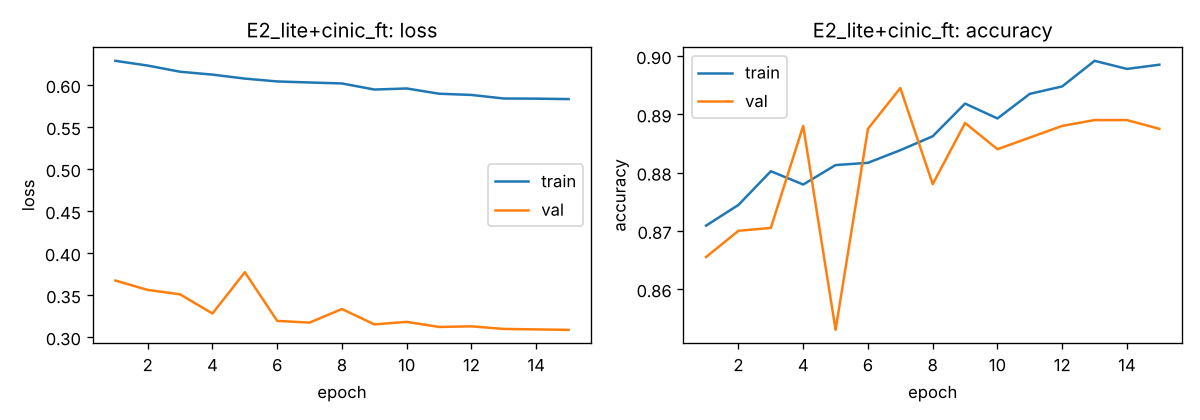 E2_lite+cinic_ft: loss
0.60
0.55
0.50
0.45
0.40
0.35
0.30
loss
train
val
2 4 6 8 10 12 14
epoch
E2_lite+cinic_ft: accuracy
0.90
0.89
0.88
0.87
0.86
accuracy
train
val
2 4 6 8 10 12 14
epoch